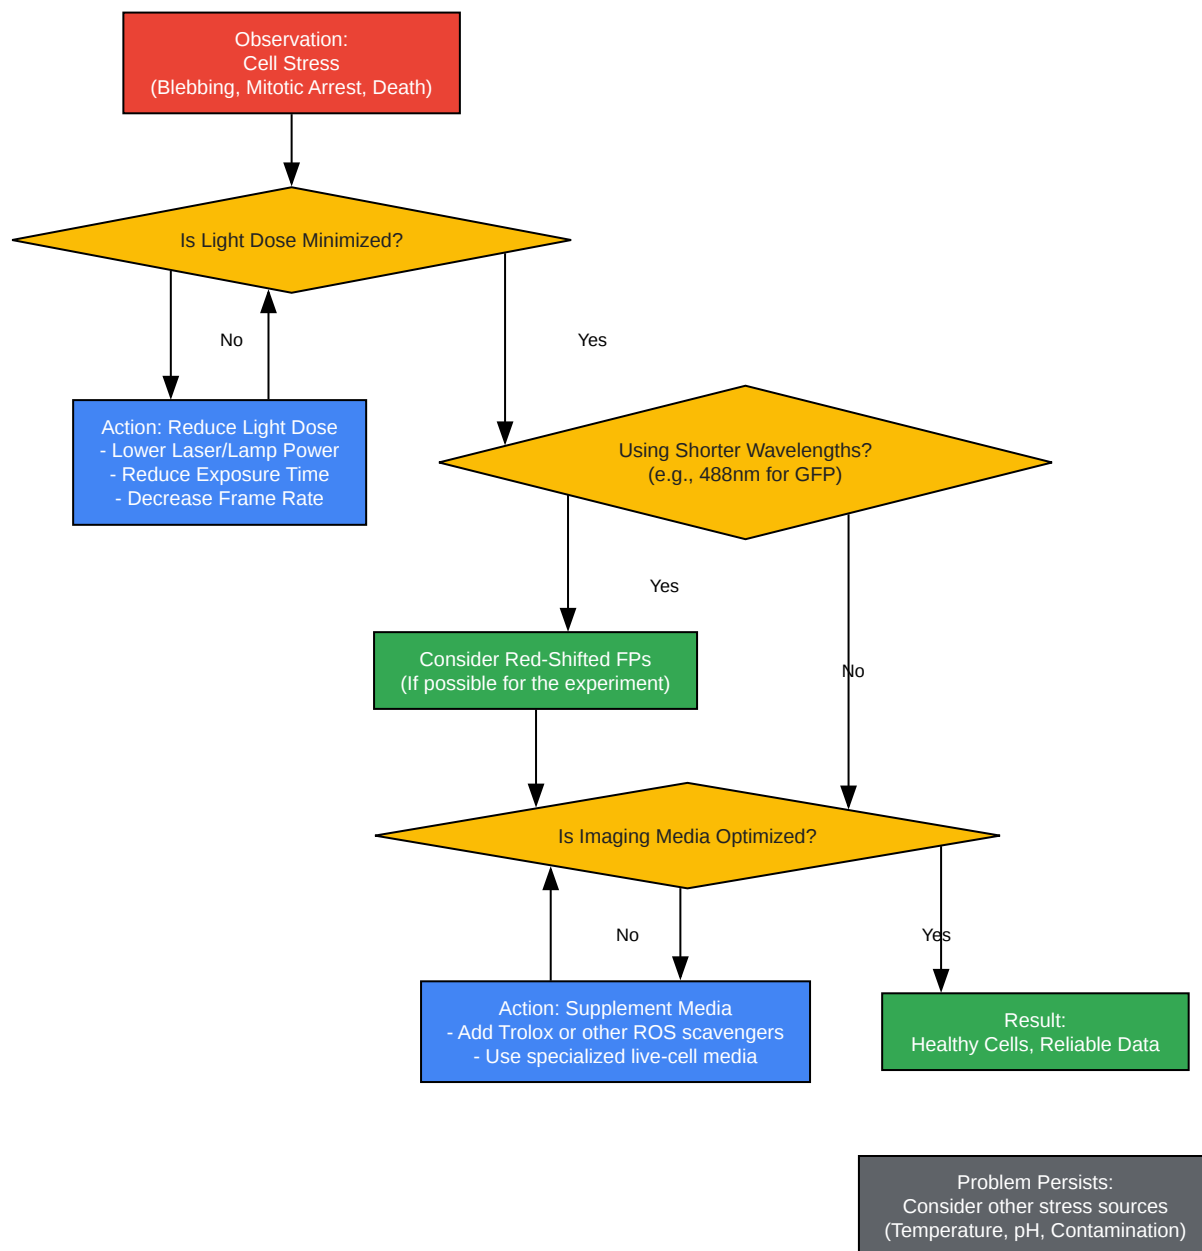 Observation:
Cell Stress
(Blebbing, Mitotic Arrest, Death)
Is Light Dose Minimized?
No
Yes
Action: Reduce Light Dose
- Lower Laser/Lamp Power
- Reduce Exposure Time
- Decrease Frame Rate
Using Shorter Wavelengths?
(e.g., 488nm for GFP)
Yes
No
Consider Red-Shifted FPs
(If possible for the experiment)
Is Imaging Media Optimized?
No
Yes
Action: Supplement Media
- Add Trolox or other ROS scavengers
- Use specialized live-cell media
Result:
Healthy Cells, Reliable Data
Problem Persists:
Consider other stress sources
(Temperature, pH, Contamination)